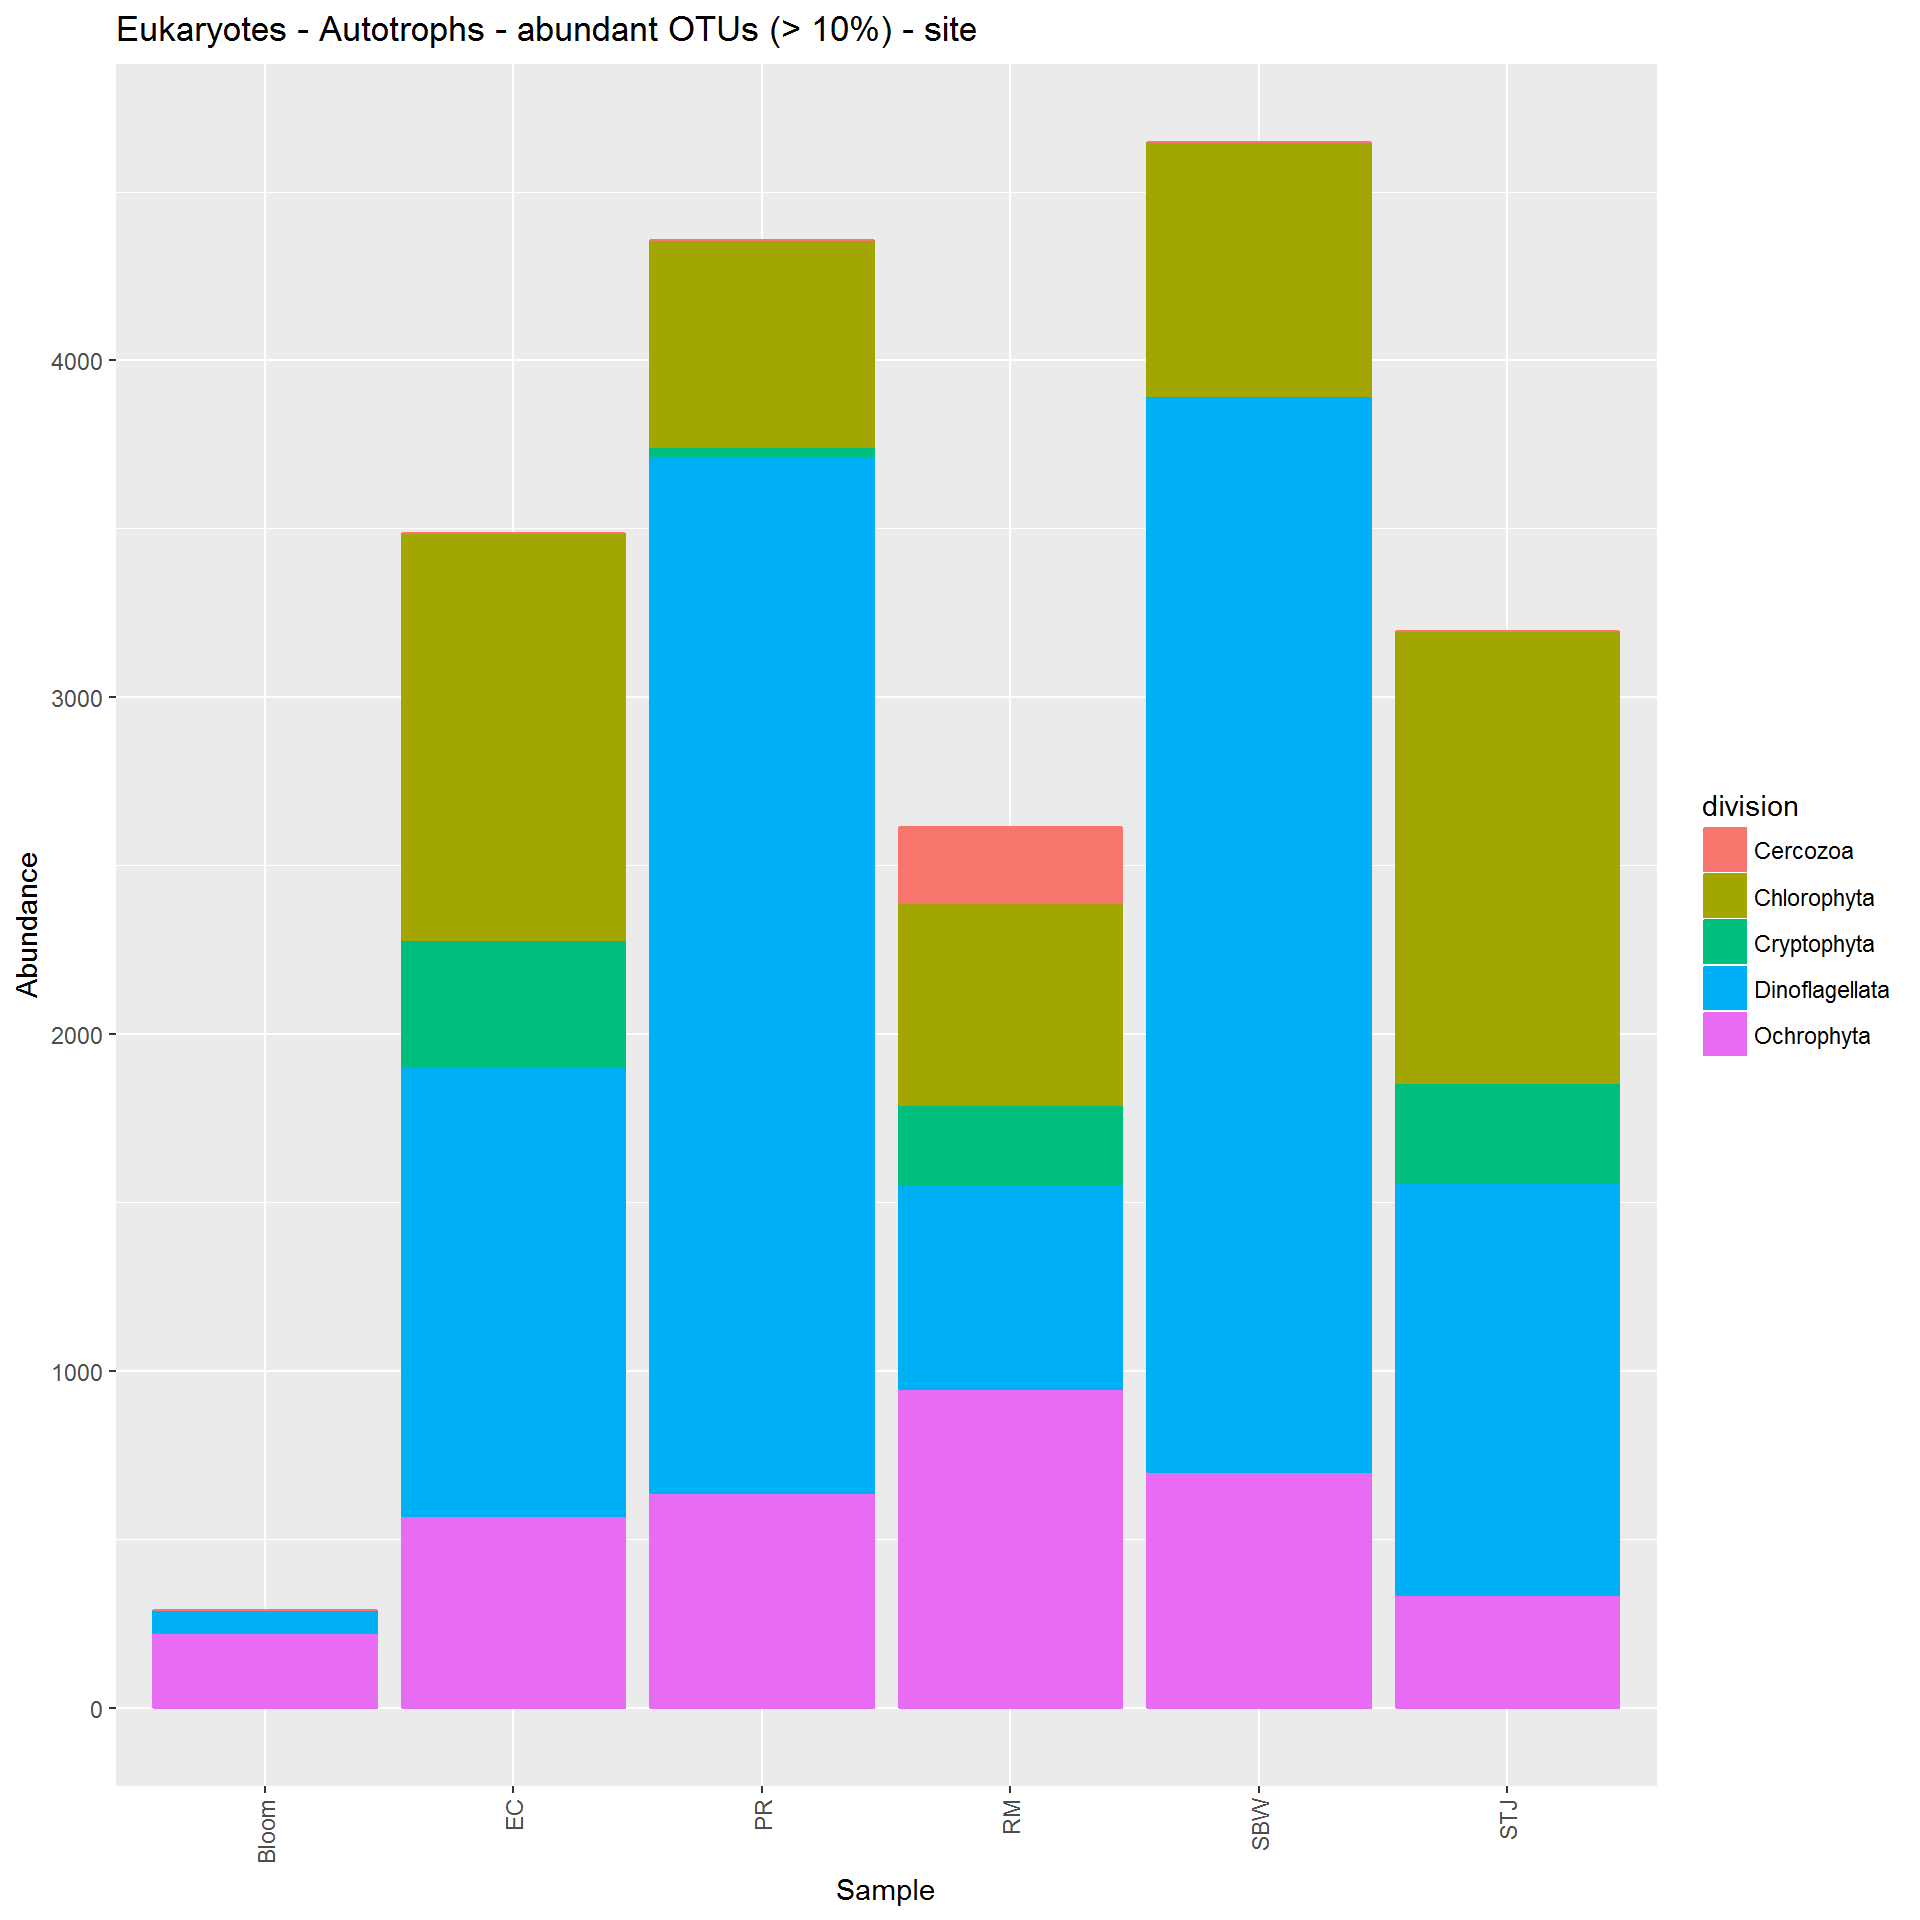 Eukaryotes - Autotrophs - abundant OTUs (> 10%) - site
Abundance
4000
3000
2000
1000
0
Bloom
EC
PR
RM
SBW
STJ
Sample
division
Cercozoa
Chlorophyta
Cryptophyta
Dinoflagellata
Ochrophyta